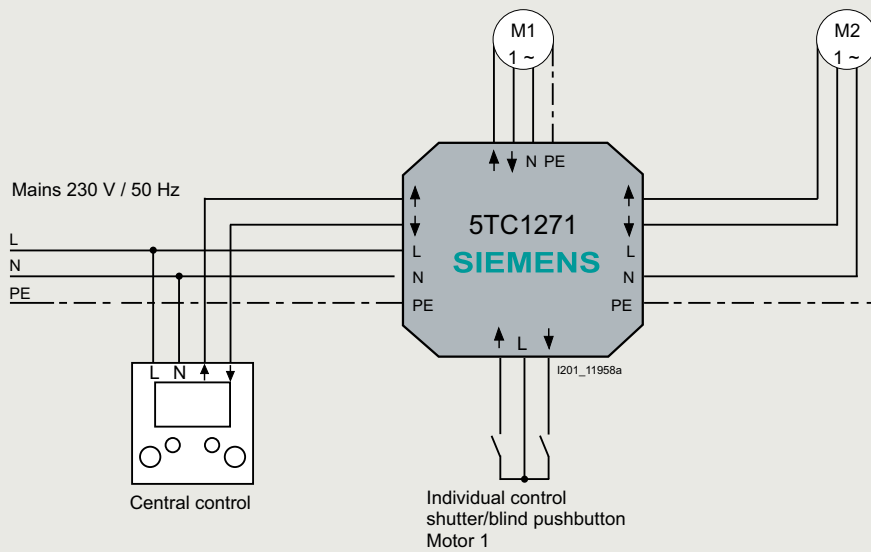 M1
1 ~
M2
1 ~
↑ ↓ N PE
Mains 230 V / 50 Hz
↑ ↑
5TC1271
↓ ↓
L
L L
SIEMENS
N
N N
PE
PE PE
↑ L ↓
I201_11958a
L N ↑ ↓
Central control
Individual control
shutter/blind pushbutton
Motor 1